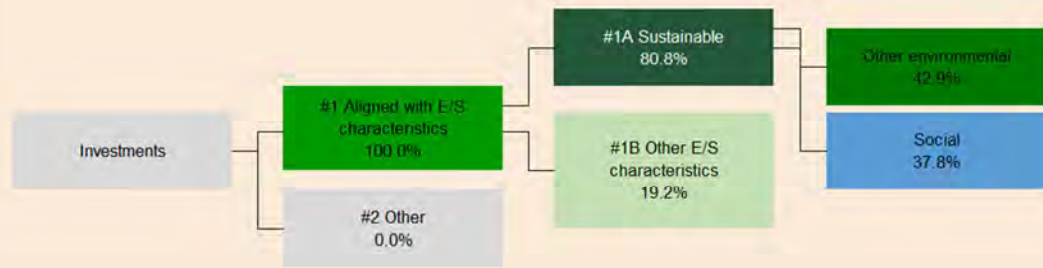 #1A Sustainable
80.8%
Other environmental
42.9%
#1 Aligned with E/S
characteristics
100.0%
Investments
#1B Other E/S
characteristics
19.2%
Social
37.8%
#2 Other
0.0%